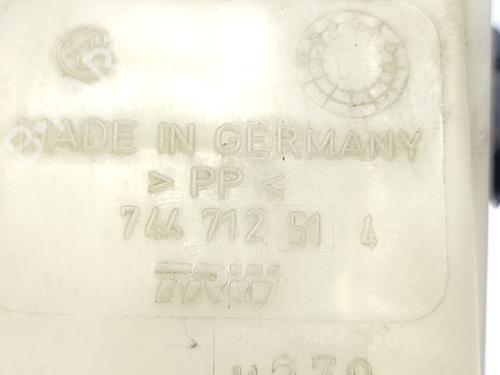 MADE IN GERMANY
> PP <
744 712 51 4
TRW